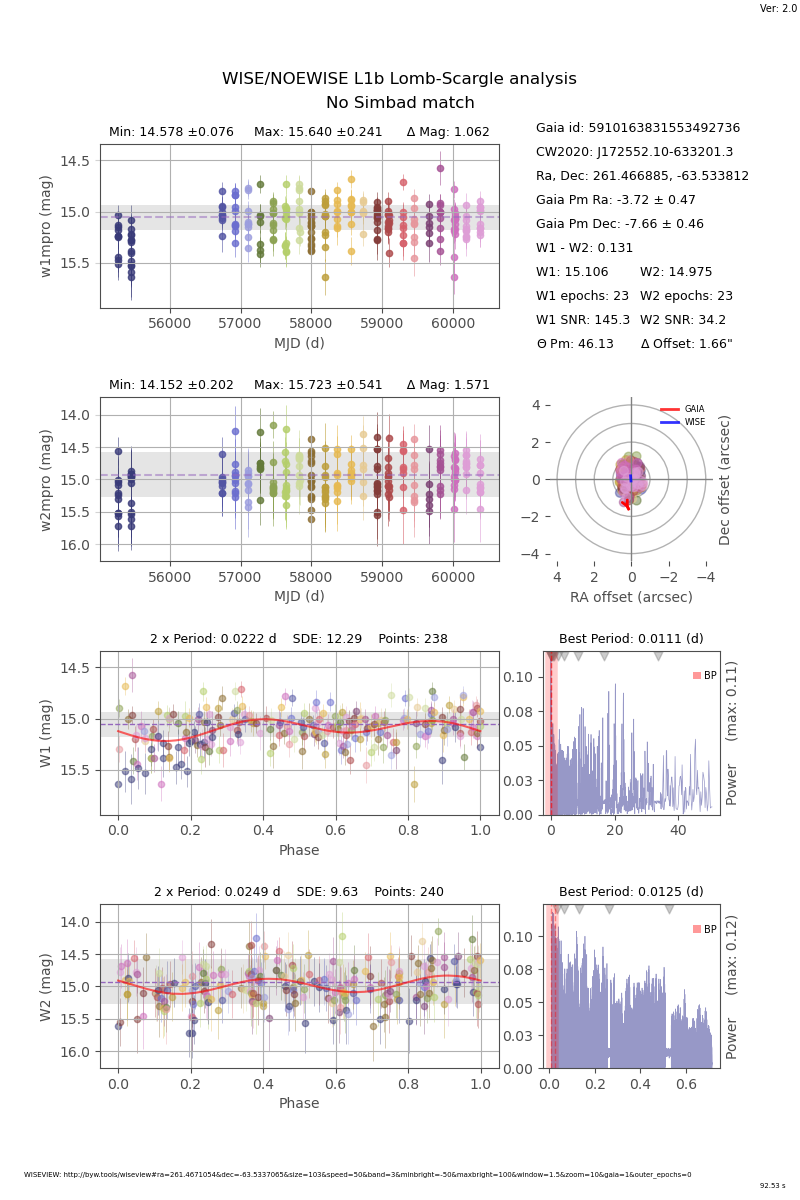 Ver: 2.0
WISE/NOEWISE L1b Lomb-Scargle analysis
No Simbad match
Min: 14.578 ±0.076 Max: 15.640 ±0.241 Δ Mag: 1.062
14.5
15.0
15.5
w1mpro (mag)
56000 57000 58000 59000 60000
MJD (d)
Gaia id: 5910163831553492736
CW2020: J172552.10-633201.3
Ra, Dec: 261.466885, -63.533812
Gaia Pm Ra: -3.72 ± 0.47
Gaia Pm Dec: -7.66 ± 0.46
W1 - W2: 0.131
W1: 15.106 W2: 14.975
W1 epochs: 23 W2 epochs: 23
W1 SNR: 145.3 W2 SNR: 34.2
Θ Pm: 46.13 Δ Offset: 1.66"
Min: 14.152 ±0.202 Max: 15.723 ±0.541 Δ Mag: 1.571
14.0
14.5
15.0
15.5
16.0
w2mpro (mag)
56000 57000 58000 59000 60000
MJD (d)
GAIA
WISE
4
2
0
−2
−4
Dec offset (arcsec)
4 2 0 −2 −4
RA offset (arcsec)
2 x Period: 0.0222 d SDE: 12.29 Points: 238
14.5
15.0
15.5
W1 (mag)
0.0 0.2 0.4 0.6 0.8 1.0
Phase
Best Period: 0.0111 (d)
BP
0.10
0.08
0.05
0.03
0.00
Power (max: 0.11)
0 20 40
2 x Period: 0.0249 d SDE: 9.63 Points: 240
14.0
14.5
15.0
15.5
16.0
W2 (mag)
0.0 0.2 0.4 0.6 0.8 1.0
Phase
Best Period: 0.0125 (d)
BP
0.10
0.08
0.05
0.03
0.00
Power (max: 0.12)
0.0 0.2 0.4 0.6
WISEVIEW: http://byw.tools/wiseview#ra=261.4671054&dec=-63.5337065&size=103&speed=50&band=3&minbright=-50&maxbright=100&window=1.5&zoom=10&gaia=1&outer_epochs=0
92.53 s